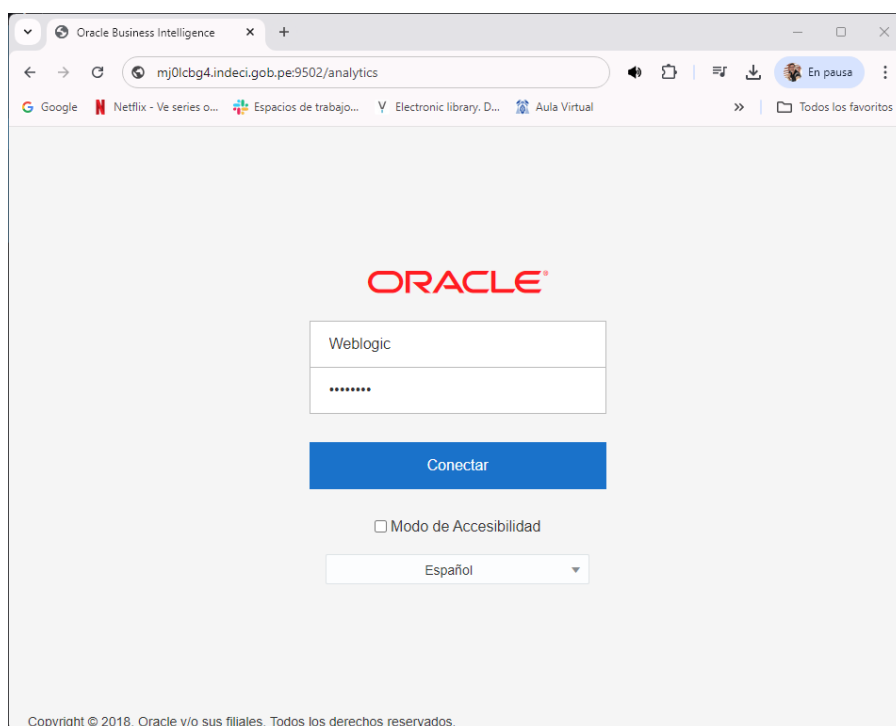 Oracle Business Intelligence
mj0lcbg4.indeci.gob.pe:9502/analytics
En pausa
Google
Netflix - Ve series o...
Espacios de trabajo...
Electronic library. D...
Aula Virtual
Todos los favoritos
ORACLE
Weblogic
••••••••
Conectar
Modo de Accesibilidad
Español
Copyright © 2018, Oracle y/o sus filiales. Todos los derechos reservados.